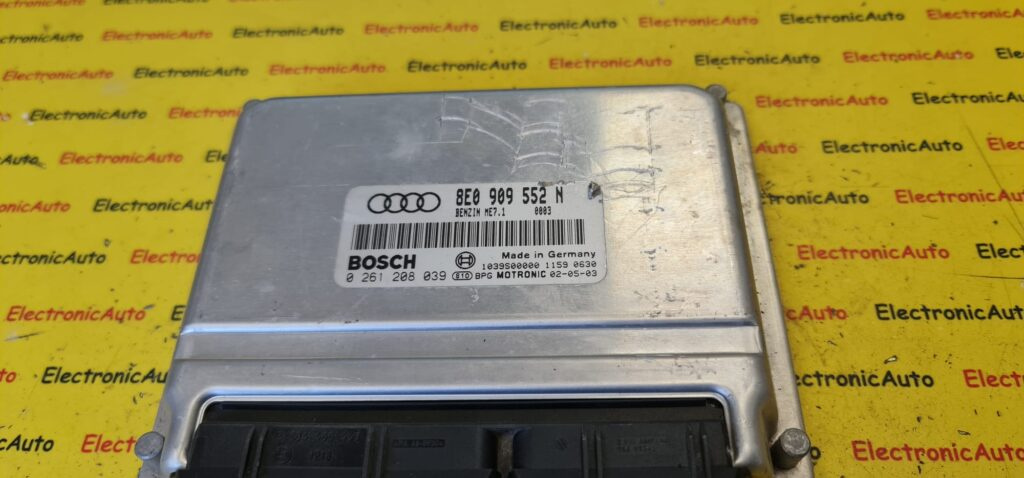 8E0 909 552 N
BENZIN ME7.1 0003
Made in Germany
BOSCH
1039S00000 1159 0630
0 261 208 039 BPG MOTRONIC 02-05-03
ElectronicAuto